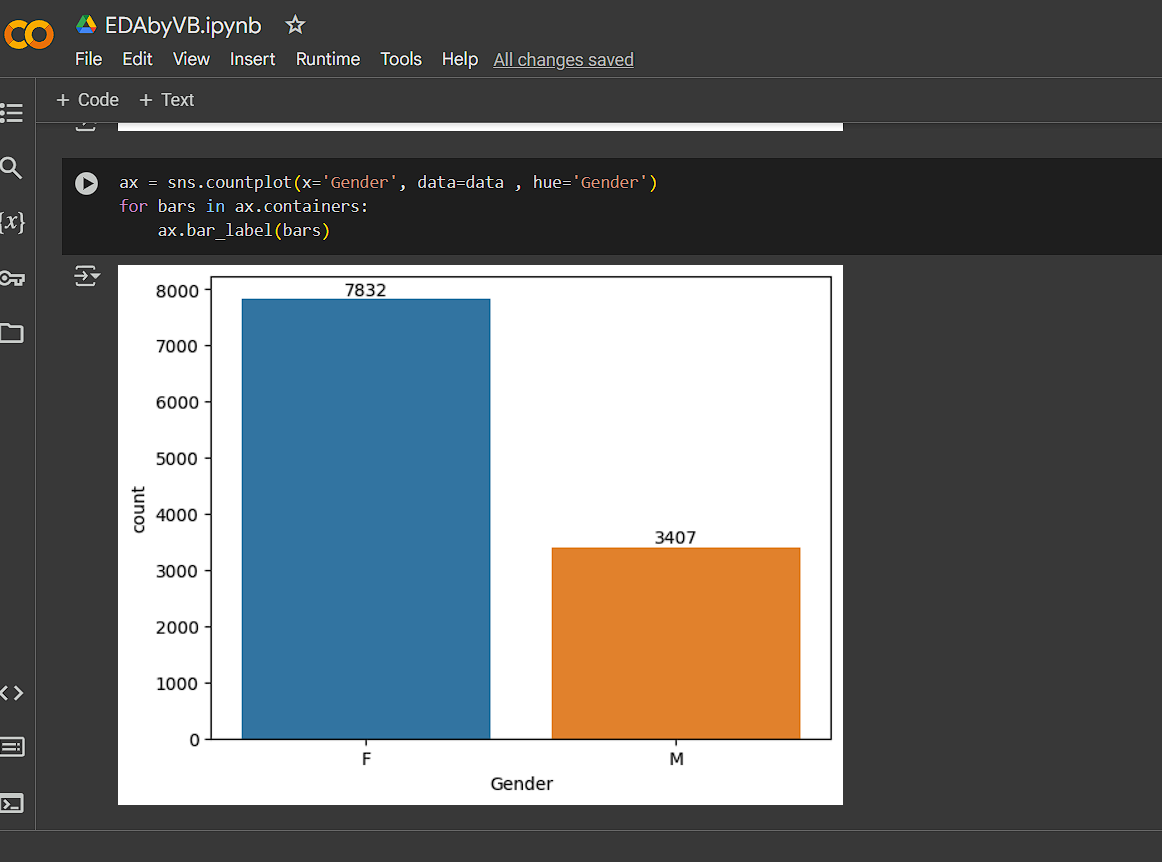 EDAbyVB.ipynb
File Edit View Insert Runtime Tools Help All changes saved
+ Code + Text
ax = sns.countplot(x='Gender', data=data , hue='Gender')
for bars in ax.containers:
    ax.bar_label(bars)
{x}
8000
7000
6000
5000
4000
3000
2000
1000
0
count
7832
3407
F M
Gender